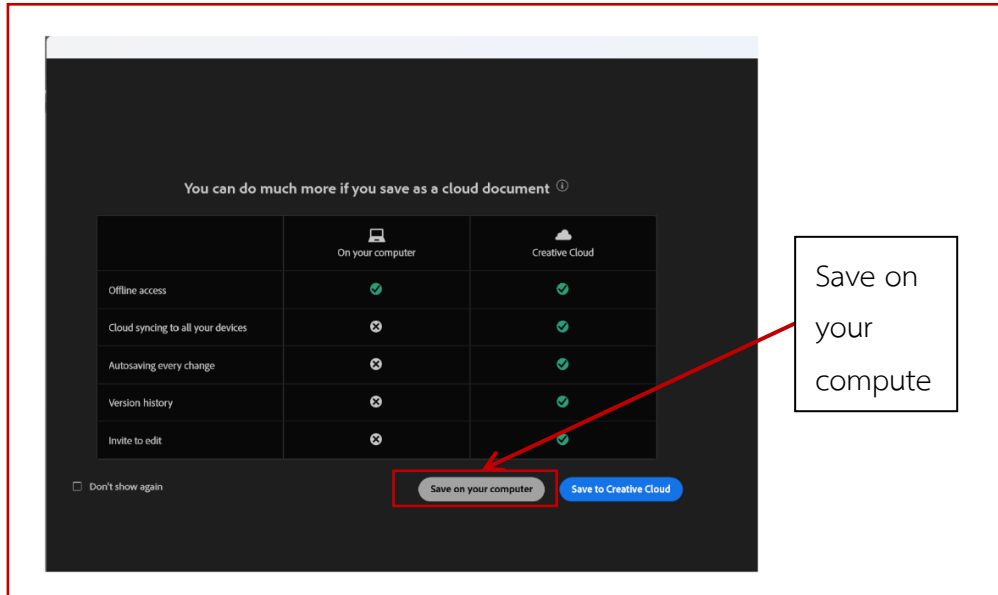 You can do much more if you save as a cloud document
On your computer Creative Cloud
Offline access
Cloud syncing to all your devices
Autosaving every change
Version history
Invite to edit
Don't show again Save on your computer Save to Creative Cloud
Save on
your
compute